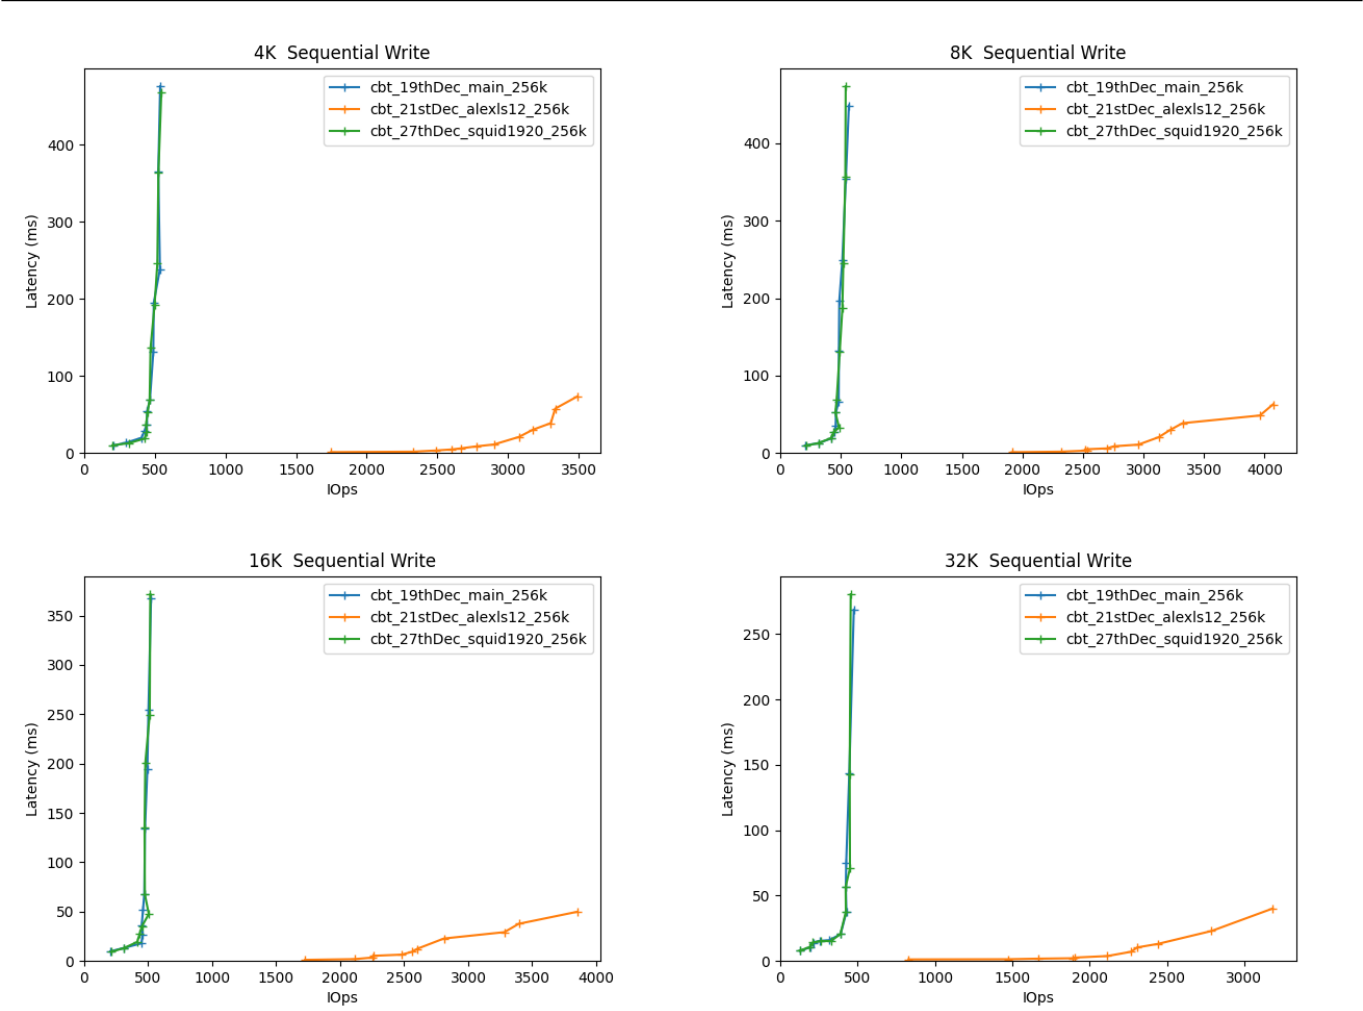 4K  Sequential Write
cbt_19thDec_main_256k
cbt_21stDec_alexls12_256k
cbt_27thDec_squid1920_256k
400
300
200
100
0
Latency (ms)
0 500 1000 1500 2000 2500 3000 3500
IOps
8K  Sequential Write
cbt_19thDec_main_256k
cbt_21stDec_alexls12_256k
cbt_27thDec_squid1920_256k
400
300
200
100
0
Latency (ms)
0 500 1000 1500 2000 2500 3000 3500 4000
IOps
16K  Sequential Write
cbt_19thDec_main_256k
cbt_21stDec_alexls12_256k
cbt_27thDec_squid1920_256k
350
300
250
200
150
100
50
0
Latency (ms)
0 500 1000 1500 2000 2500 3000 3500 4000
IOps
32K  Sequential Write
cbt_19thDec_main_256k
cbt_21stDec_alexls12_256k
cbt_27thDec_squid1920_256k
250
200
150
100
50
0
Latency (ms)
0 500 1000 1500 2000 2500 3000
IOps